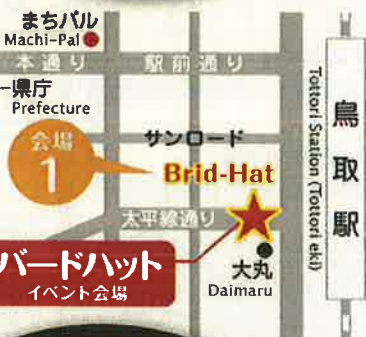 まちパル
Machi-Pal
本通り
駅前通り
県庁
Prefecture
会場
1
サンロード
Brid-Hat
太平線通り
バードハット
イベント会場
大丸
Daimaru
鳥取駅
Tottori Station (Tottori eki)